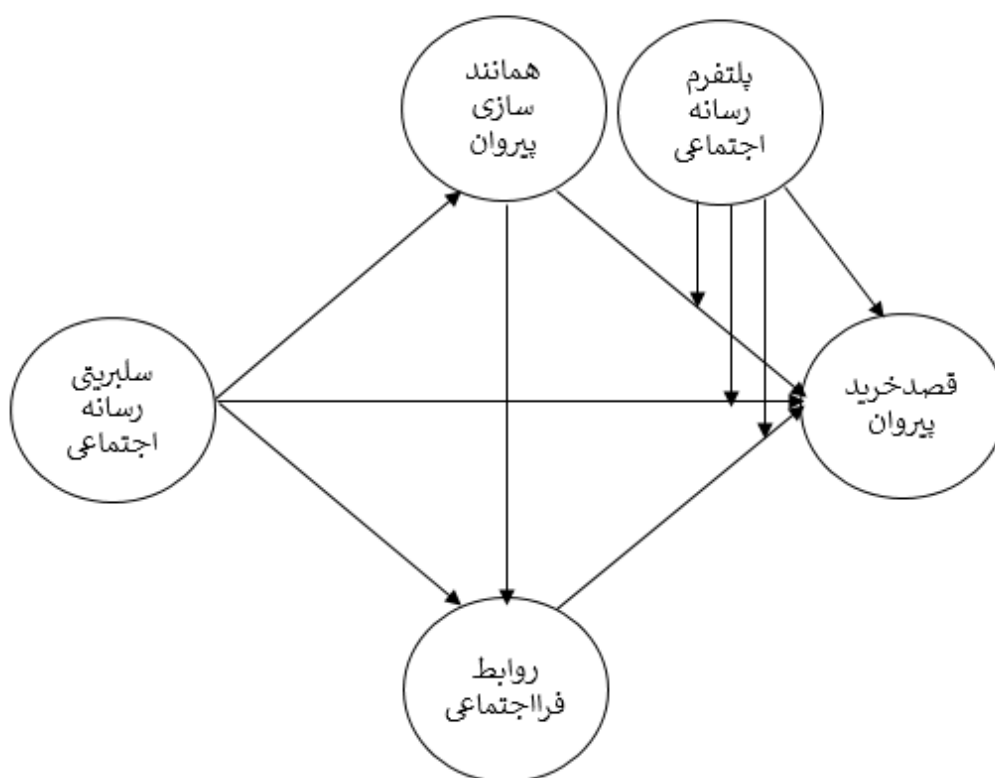 همانند
سازی
پیروان
پلتفرم
رسانه
اجتماعی
سلبریتی
رسانه
اجتماعی
قصدخرید
پیروان
روابط
فرااجتماعی